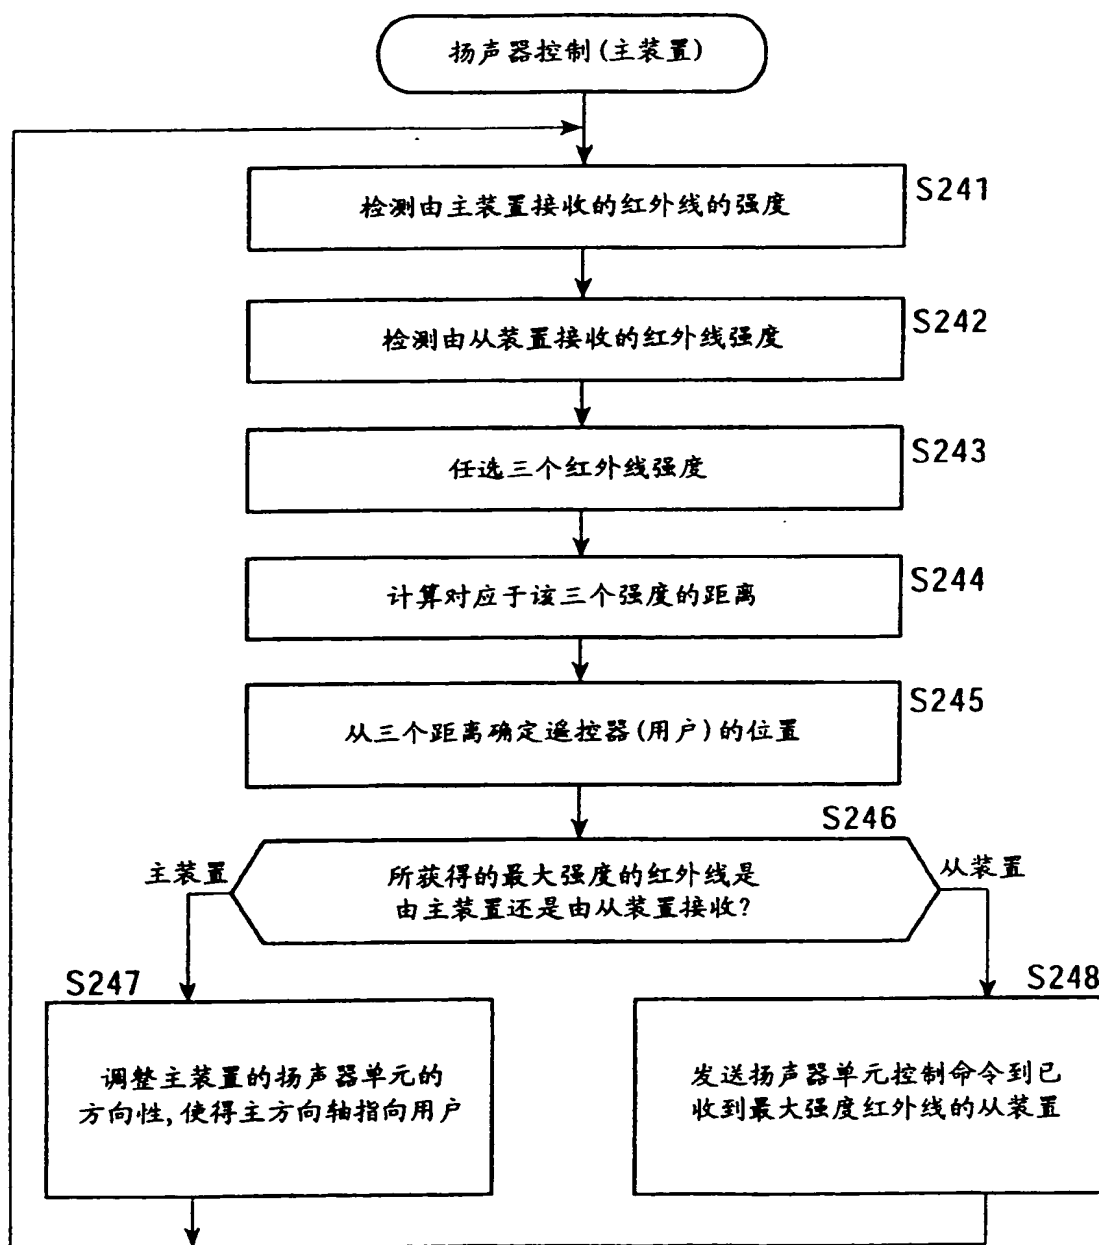 扬声器控制(主装置)
S241
检测由主装置接收的红外线的强度
S242
检测由从装置接收的红外线强度
S243
任选三个红外线强度
S244
计算对应于该三个强度的距离
S245
从三个距离确定遥控器(用户)的位置
S246
主装置
所获得的最大强度的红外线是
由主装置还是由从装置接收?
从装置
S247
调整主装置的扬声器单元的
方向性,使得主方向轴指向用户
S248
发送扬声器单元控制命令到已
收到最大强度红外线的从装置